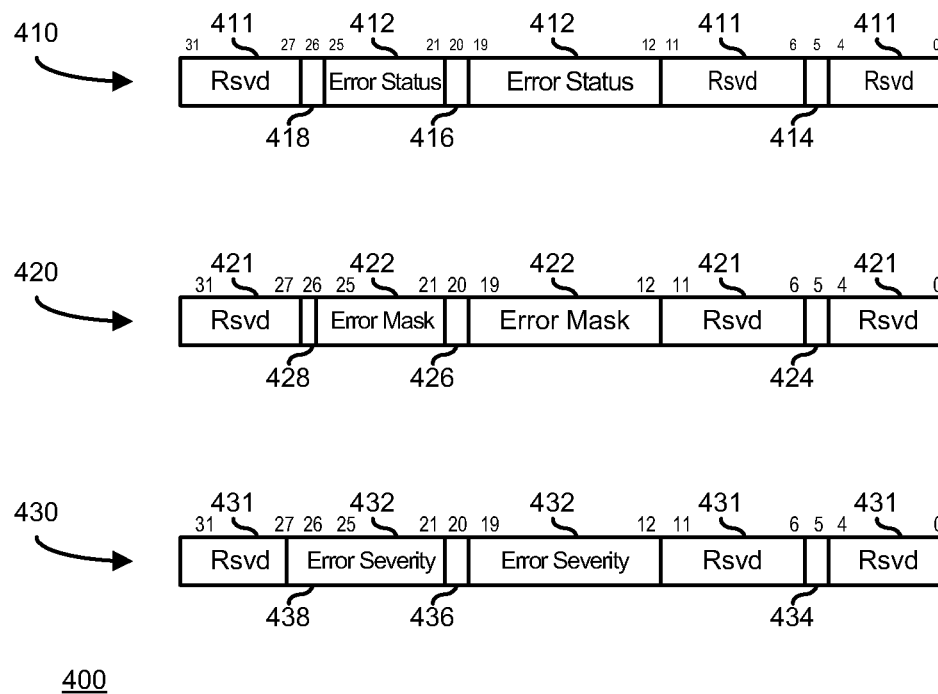 410
411 412 412 411 411
31 27 26 25 21 20 19 12 11 6 5 4 0
Rsvd Error Status Error Status Rsvd Rsvd
418 416 414
420
421 422 422 421 421
31 27 26 25 21 20 19 12 11 6 5 4 0
Rsvd Error Mask Error Mask Rsvd Rsvd
428 426 424
430
431 432 432 431 431
31 27 26 25 21 20 19 12 11 6 5 4 0
Rsvd Error Severity Error Severity Rsvd Rsvd
438 436 434
400